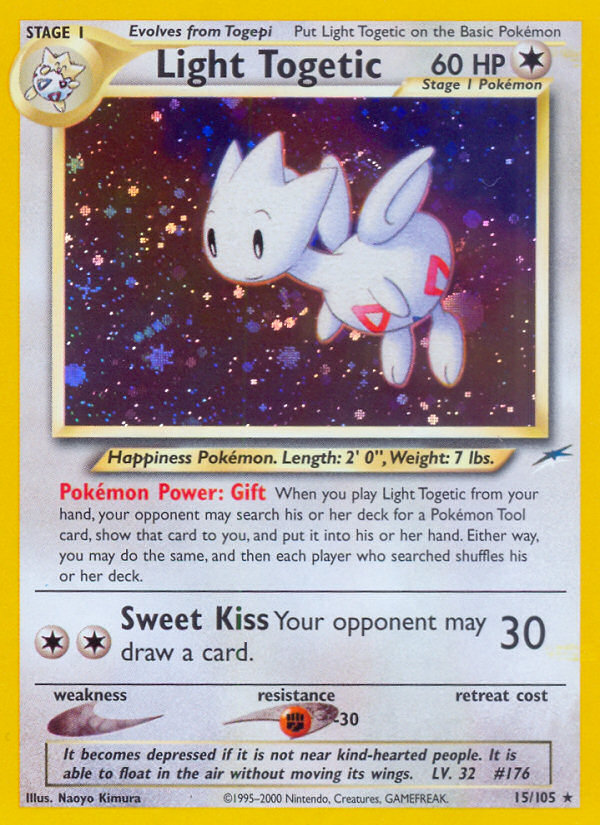 STAGE 1 Evolves from Togepi Put Light Togetic on the Basic Pokémon
Light Togetic 60 HP
Stage 1 Pokémon
Happiness Pokémon. Length: 2' 0", Weight: 7 lbs.
Pokémon Power: Gift When you play Light Togetic from your
hand, your opponent may search his or her deck for a Pokémon Tool
card, show that card to you, and put it into his or her hand. Either way,
you may do the same, and then each player who searched shuffles his
or her deck.
Sweet Kiss Your opponent may 30
draw a card.
weakness resistance retreat cost
-30
It becomes depressed if it is not near kind-hearted people. It is
able to float in the air without moving its wings. LV. 32 #176
Illus. Naoyo Kimura ©1995-2000 Nintendo, Creatures, GAMEFREAK. 15/105 ★